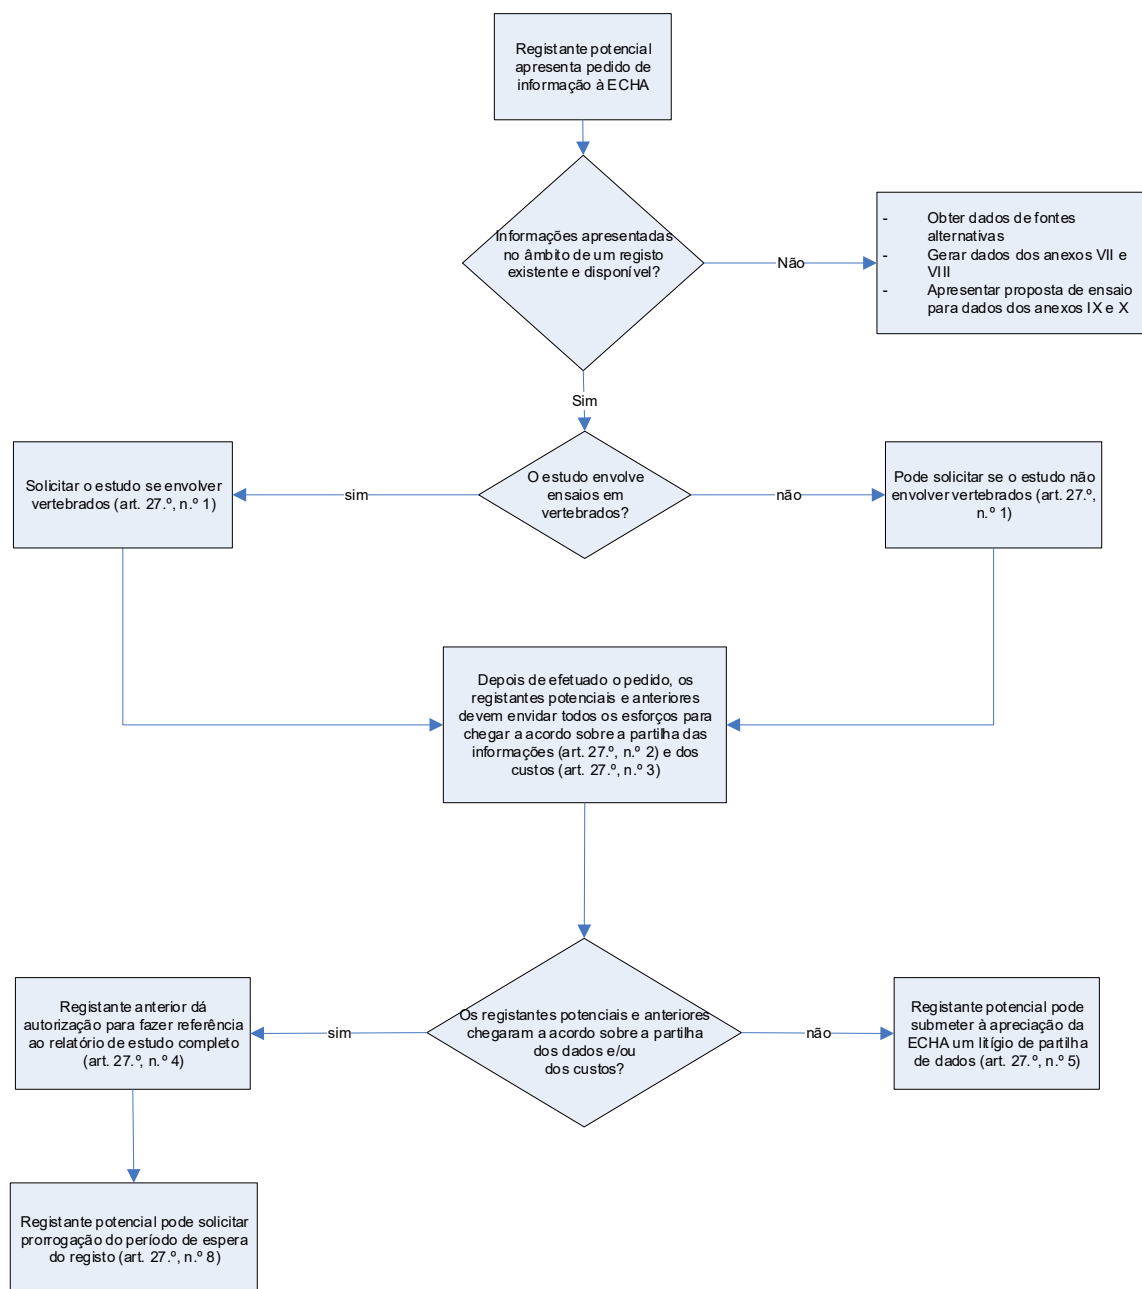 Registante potencial
apresenta pedido de
informação à ECHA
Informações apresentadas
no âmbito de um registo
existente e disponível?
Não
- Obter dados de fontes
alternativas
- Gerar dados dos anexos VII e
VIII
- Apresentar proposta de ensaio
para dados dos anexos IX e X
Sim
Solicitar o estudo se envolver
vertebrados (art. 27.º, n.º 1)
sim
O estudo envolve
ensaios em
vertebrados?
não
Pode solicitar se o estudo não
envolver vertebrados (art. 27.º,
n.º 1)
Depois de efetuado o pedido, os
registantes potenciais e anteriores
devem envidar todos os esforços para
chegar a acordo sobre a partilha das
informações (art. 27.º, n.º 2) e dos
custos (art. 27.º, n.º 3)
Registante anterior dá
autorização para fazer referência
ao relatório de estudo completo
(art. 27.º, n.º 4)
sim
Os registantes potenciais e anteriores
chegaram a acordo sobre a partilha
dos dados e/ou
dos custos?
não
Registante potencial pode
submeter à apreciação da
ECHA um litígio de partilha
de dados (art. 27.º, n.º 5)
Registante potencial pode solicitar
prorrogação do período de espera
do registo (art. 27.º, n.º 8)